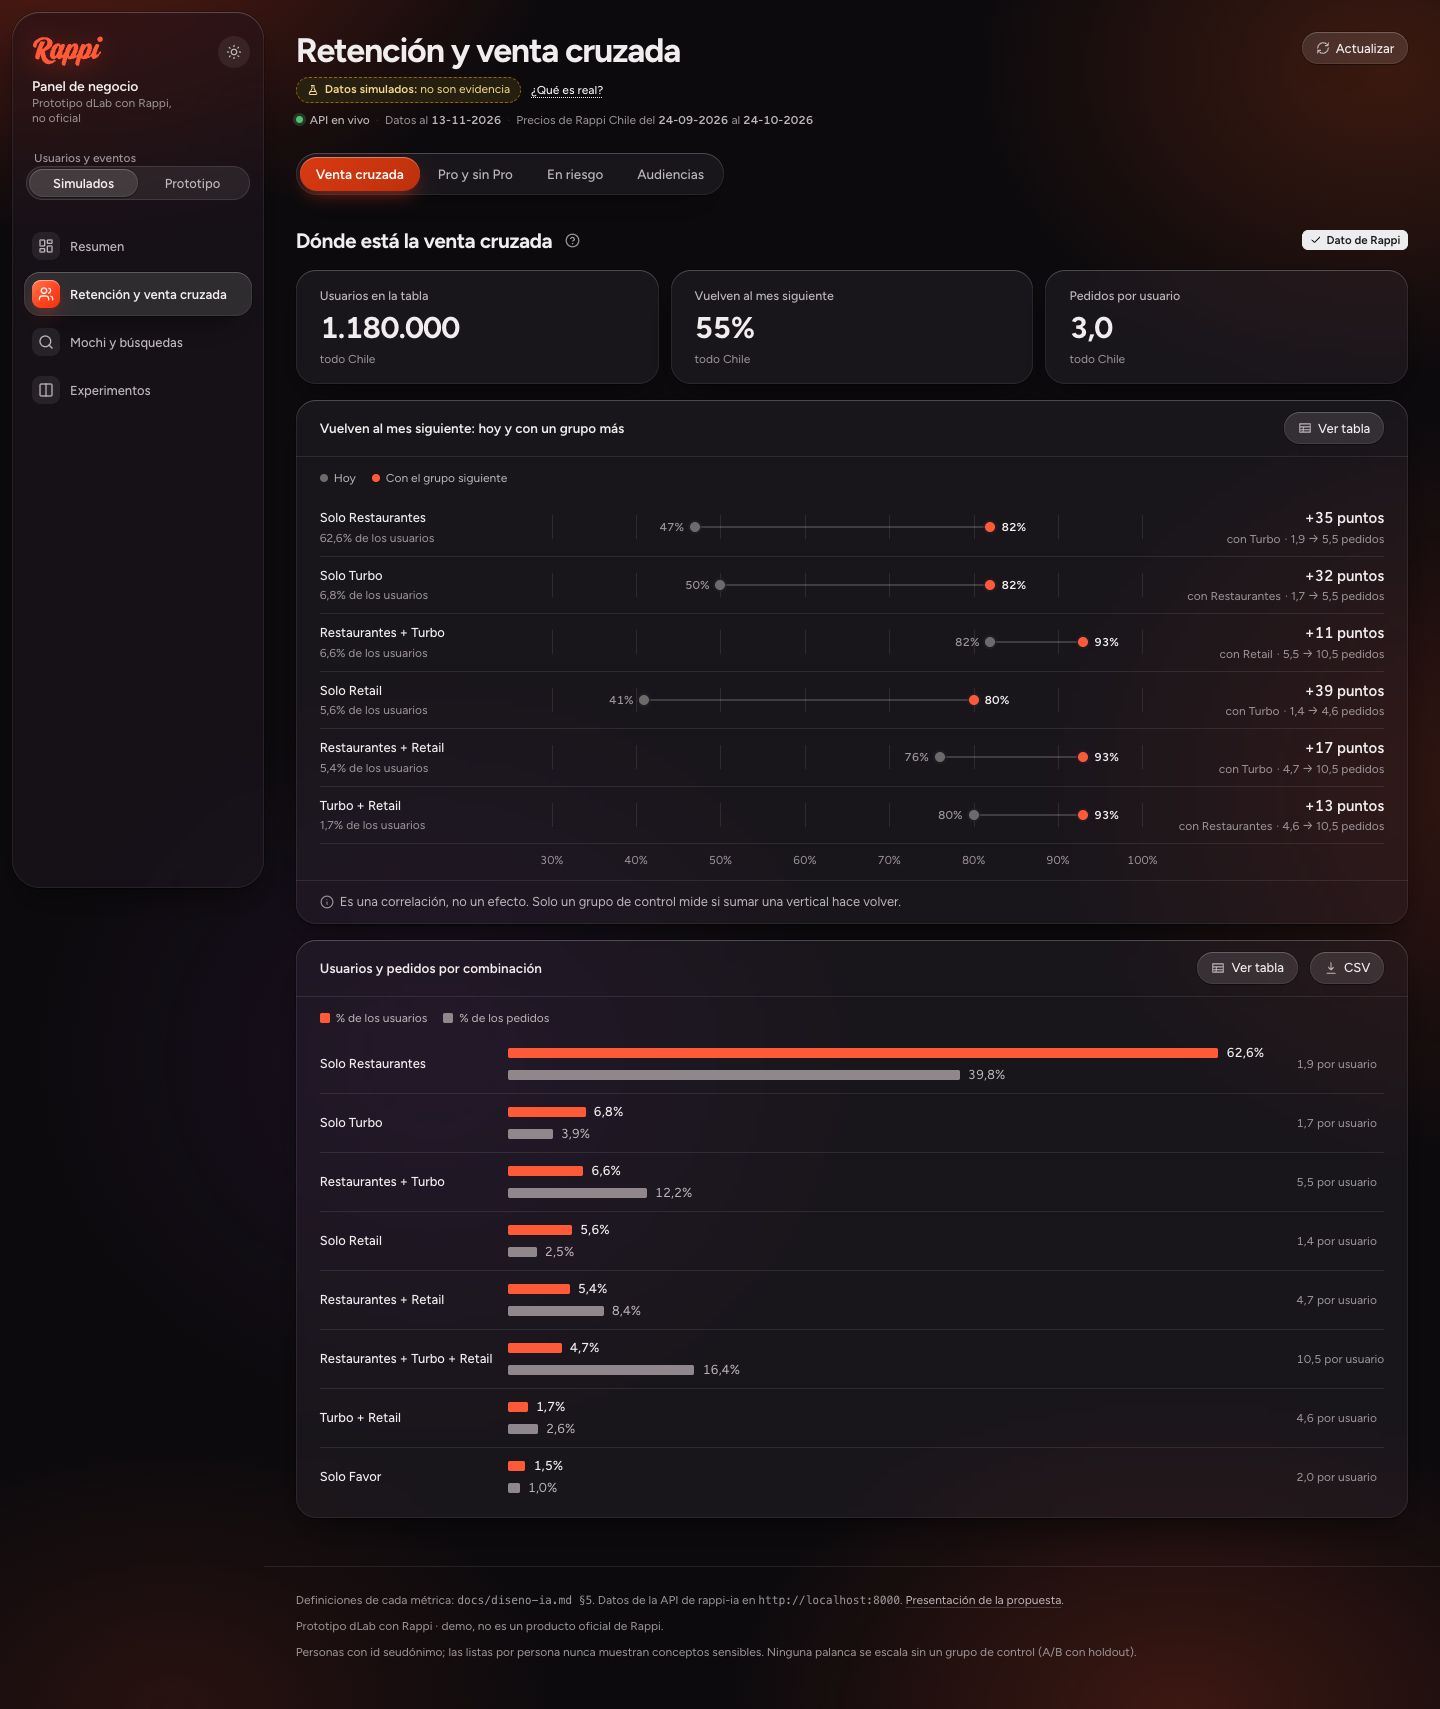 Rappi
Panel de negocio
Prototipo dLab con Rappi,
no oficial
Usuarios y eventos
Simulados
Prototipo
Resumen
Retención y venta cruzada
Mochi y búsquedas
Experimentos
Retención y venta cruzada
Actualizar
Datos simulados: no son evidencia
¿Qué es real?
API en vivo · Datos al 13-11-2026 · Precios de Rappi Chile del 24-09-2026 al 24-10-2026
Venta cruzada
Pro y sin Pro
En riesgo
Audiencias
Dónde está la venta cruzada
Dato de Rappi
Usuarios en la tabla
1.180.000
todo Chile
Vuelven al mes siguiente
55%
todo Chile
Pedidos por usuario
3,0
todo Chile
Vuelven al mes siguiente: hoy y con un grupo más
Ver tabla
Hoy
Con el grupo siguiente
Solo Restaurantes
62,6% de los usuarios
47%
82%
+35 puntos
con Turbo · 1,9 → 5,5 pedidos
Solo Turbo
6,8% de los usuarios
50%
82%
+32 puntos
con Restaurantes · 1,7 → 5,5 pedidos
Restaurantes + Turbo
6,6% de los usuarios
82%
93%
+11 puntos
con Retail · 5,5 → 10,5 pedidos
Solo Retail
5,6% de los usuarios
41%
80%
+39 puntos
con Turbo · 1,4 → 4,6 pedidos
Restaurantes + Retail
5,4% de los usuarios
76%
93%
+17 puntos
con Turbo · 4,7 → 10,5 pedidos
Turbo + Retail
1,7% de los usuarios
80%
93%
+13 puntos
con Restaurantes · 4,6 → 10,5 pedidos
30% 40% 50% 60% 70% 80% 90% 100%
Es una correlación, no un efecto. Solo un grupo de control mide si sumar una vertical hace volver.
Usuarios y pedidos por combinación
Ver tabla
CSV
% de los usuarios
% de los pedidos
Solo Restaurantes
62,6%
39,8%
1,9 por usuario
Solo Turbo
6,8%
3,9%
1,7 por usuario
Restaurantes + Turbo
6,6%
12,2%
5,5 por usuario
Solo Retail
5,6%
2,5%
1,4 por usuario
Restaurantes + Retail
5,4%
8,4%
4,7 por usuario
Restaurantes + Turbo + Retail
4,7%
16,4%
10,5 por usuario
Turbo + Retail
1,7%
2,6%
4,6 por usuario
Solo Favor
1,5%
1,0%
2,0 por usuario
Definiciones de cada métrica: docs/diseno-ia.md §5. Datos de la API de rappi-ia en http://localhost:8000. Presentación de la propuesta.
Prototipo dLab con Rappi · demo, no es un producto oficial de Rappi.
Personas con id seudónimo; las listas por persona nunca muestran conceptos sensibles. Ninguna palanca se escala sin un grupo de control (A/B con holdout).